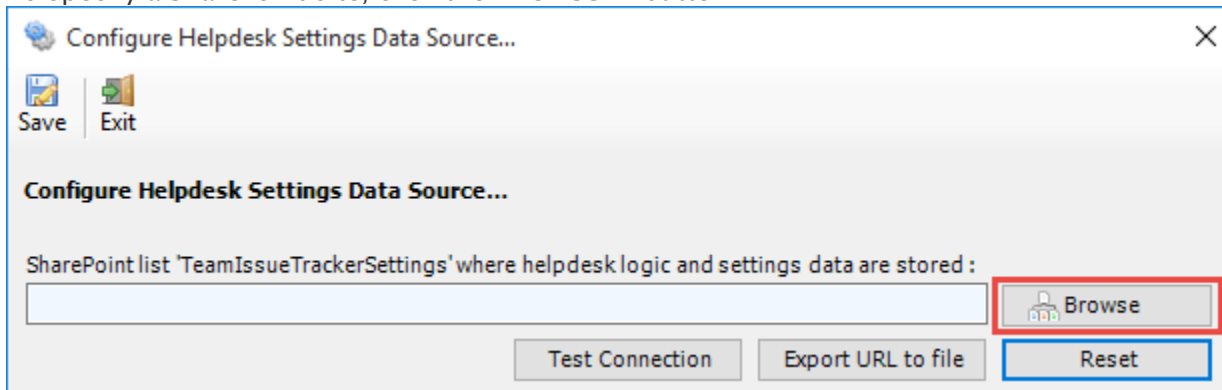 Configure Helpdesk Settings Data Source...
Save
Exit
Configure Helpdesk Settings Data Source...
SharePoint list 'TeamIssueTrackerSettings' where helpdesk logic and settings data are stored :
Browse
Test Connection
Export URL to file
Reset